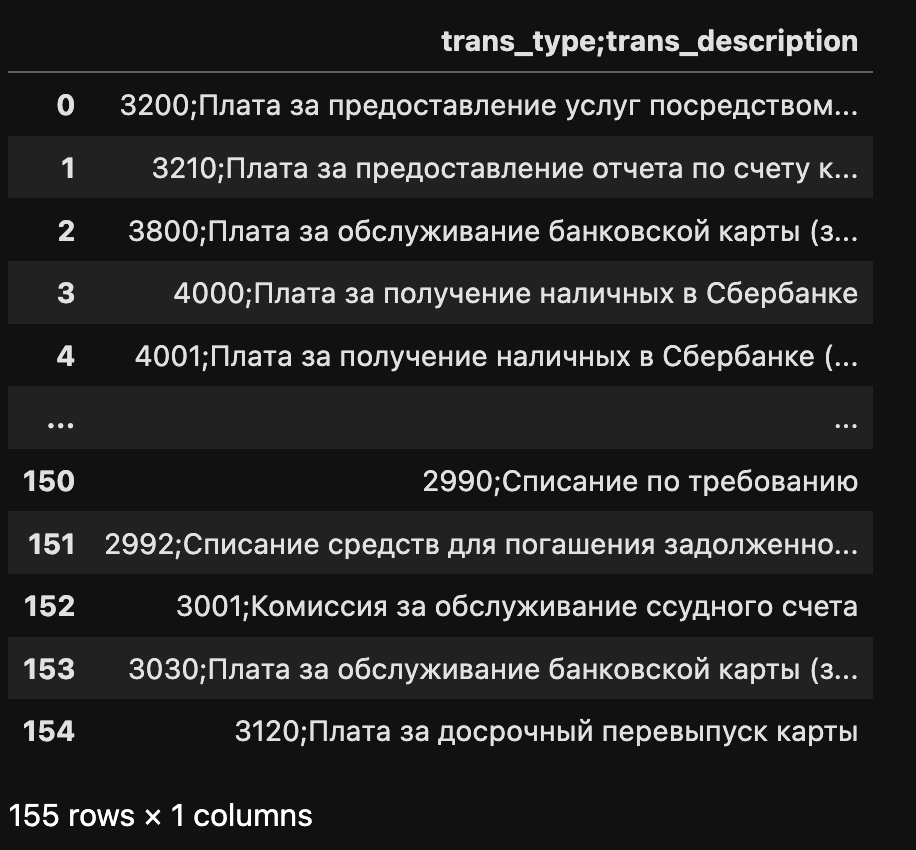 trans_type;trans_description
0 3200;Плата за предоставление услуг посредством...
1 3210;Плата за предоставление отчета по счету к...
2 3800;Плата за обслуживание банковской карты (з...
3 4000;Плата за получение наличных в Сбербанке
4 4001;Плата за получение наличных в Сбербанке (...
... ...
150 2990;Списание по требованию
151 2992;Списание средств для погашения задолженно...
152 3001;Комиссия за обслуживание ссудного счета
153 3030;Плата за обслуживание банковской карты (з...
154 3120;Плата за досрочный перевыпуск карты
155 rows × 1 columns